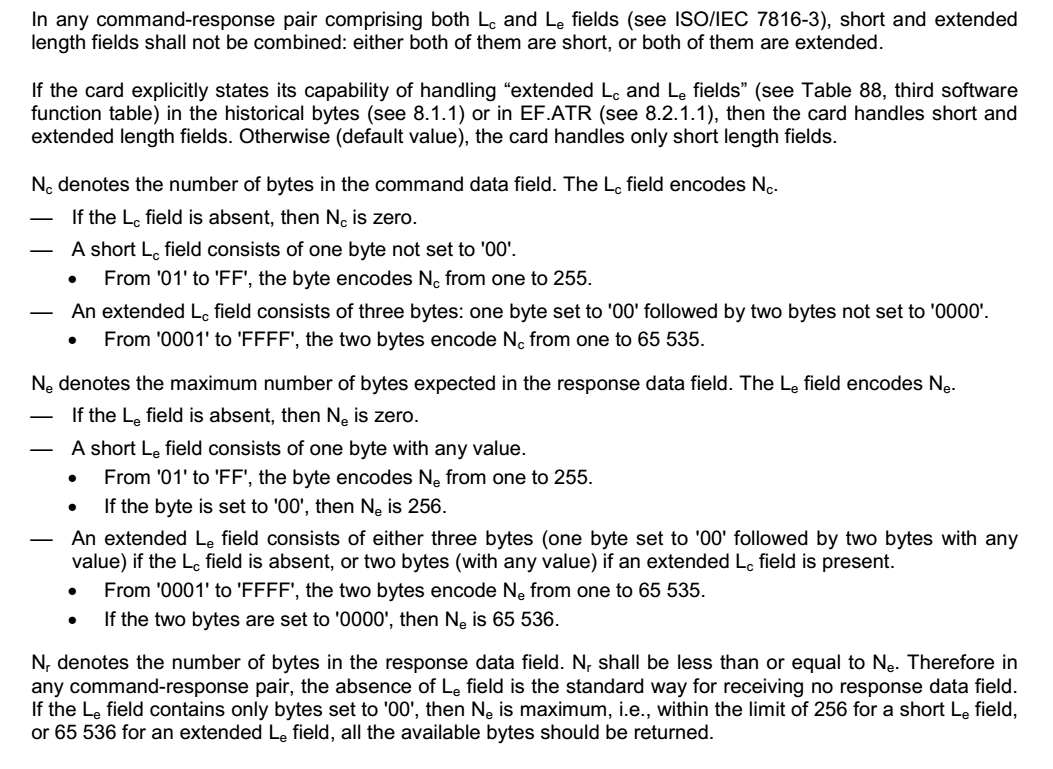 In any command-response pair comprising both Lc and Le fields (see ISO/IEC 7816-3), short and extended
length fields shall not be combined: either both of them are short, or both of them are extended.
If the card explicitly states its capability of handling “extended Lc and Le fields” (see Table 88, third software
function table) in the historical bytes (see 8.1.1) or in EF.ATR (see 8.2.1.1), then the card handles short and
extended length fields. Otherwise (default value), the card handles only short length fields.
Nc denotes the number of bytes in the command data field. The Lc field encodes Nc.
— If the Lc field is absent, then Nc is zero.
— A short Lc field consists of one byte not set to '00'.
• From '01' to 'FF', the byte encodes Nc from one to 255.
— An extended Lc field consists of three bytes: one byte set to '00' followed by two bytes not set to '0000'.
• From '0001' to 'FFFF', the two bytes encode Nc from one to 65 535.
Ne denotes the maximum number of bytes expected in the response data field. The Le field encodes Ne.
— If the Le field is absent, then Ne is zero.
— A short Le field consists of one byte with any value.
• From '01' to 'FF', the byte encodes Ne from one to 255.
• If the byte is set to '00', then Ne is 256.
— An extended Le field consists of either three bytes (one byte set to '00' followed by two bytes with any
value) if the Lc field is absent, or two bytes (with any value) if an extended Lc field is present.
• From '0001' to 'FFFF', the two bytes encode Ne from one to 65 535.
• If the two bytes are set to '0000', then Ne is 65 536.
Nr denotes the number of bytes in the response data field. Nr shall be less than or equal to Ne. Therefore in
any command-response pair, the absence of Le field is the standard way for receiving no response data field.
If the Le field contains only bytes set to '00', then Ne is maximum, i.e., within the limit of 256 for a short Le field,
or 65 536 for an extended Le field, all the available bytes should be returned.